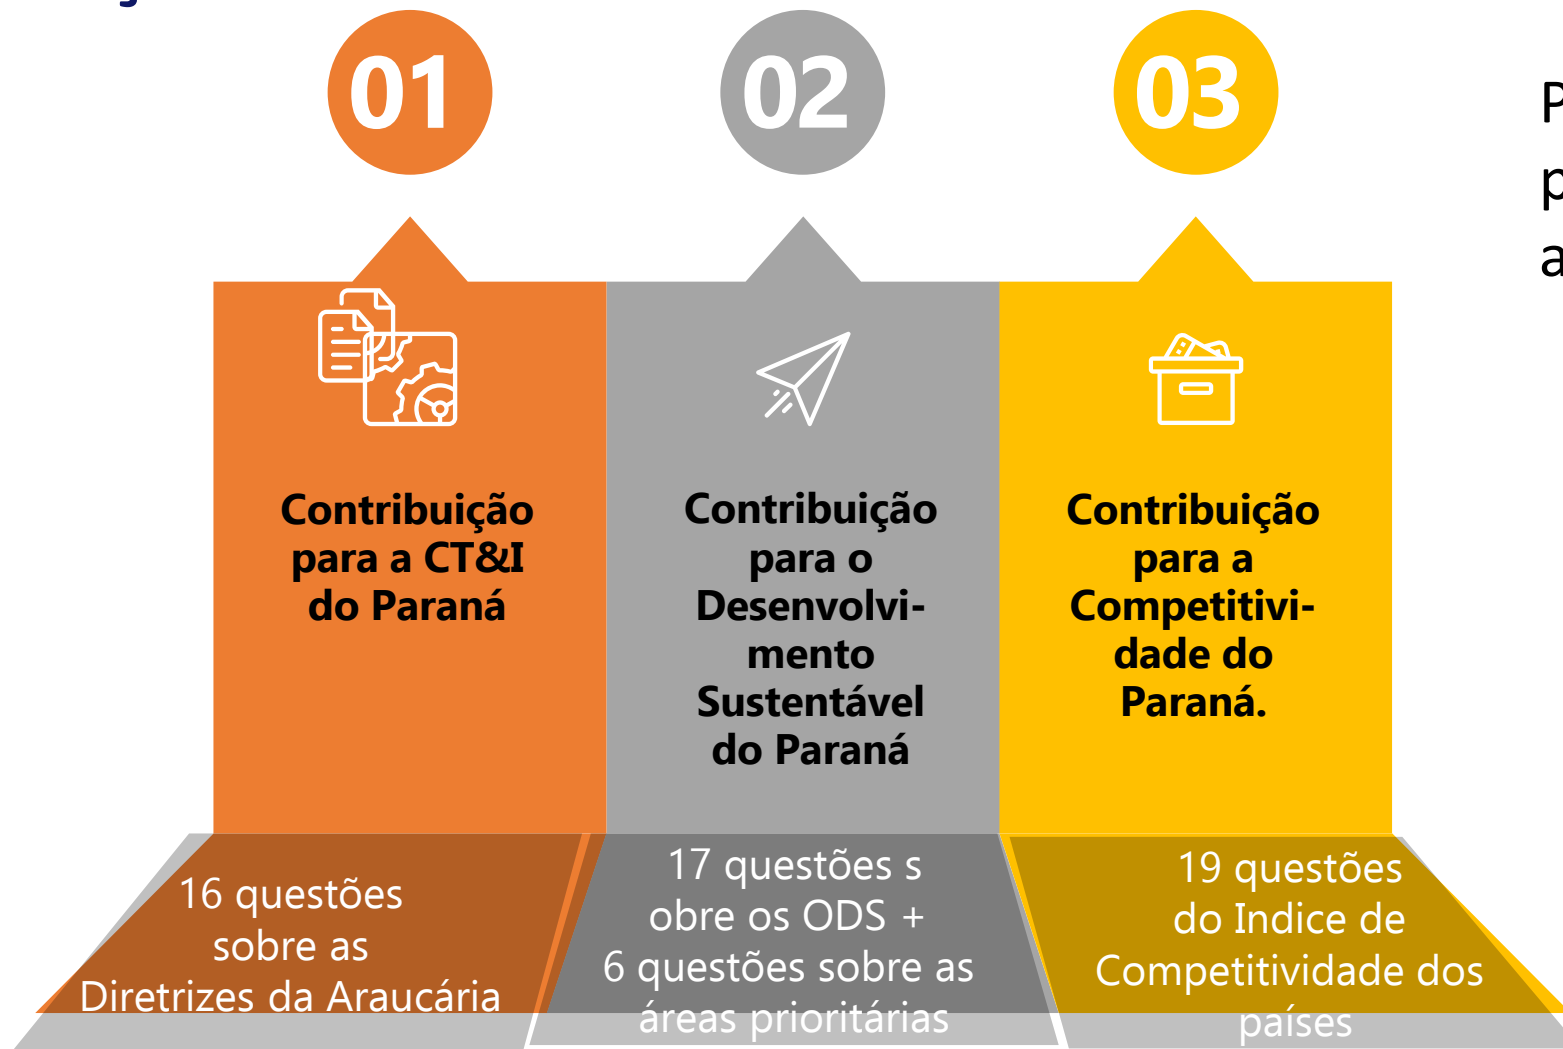 01
02
03
Contribuição
para a CT&I
do Paraná
Contribuição
para o
Desenvolvi-
mento
Sustentável
do Paraná
Contribuição
para a
Competitivi-
dade do
Paraná.
16 questões
sobre as
Diretrizes da Araucária
17 questões s
obre os ODS +
6 questões sobre as
áreas prioritárias
19 questões
do Indice de
Competitividade dos
países